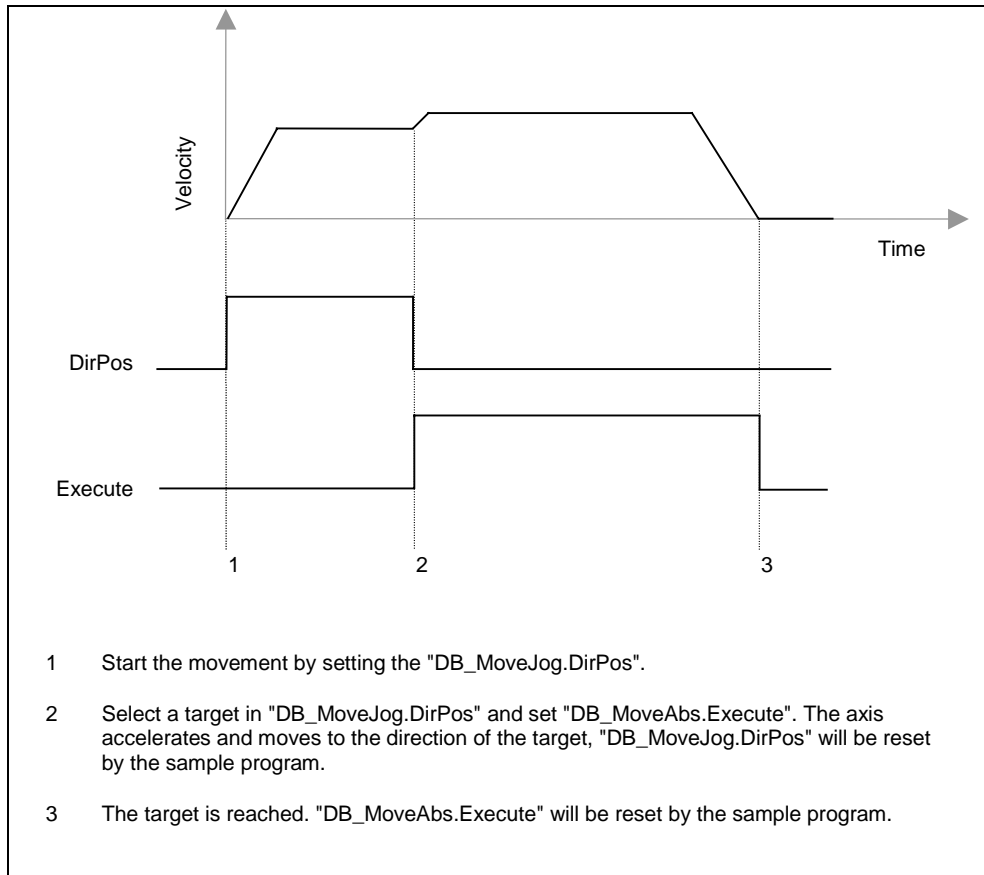 Velocity
Time
DirPos
Execute
1 2 3
1 Start the movement by setting the "DB_MoveJog.DirPos".
2 Select a target in "DB_MoveJog.DirPos" and set "DB_MoveAbs.Execute". The axis
accelerates and moves to the direction of the target, "DB_MoveJog.DirPos" will be reset
by the sample program.
3 The target is reached. "DB_MoveAbs.Execute" will be reset by the sample program.